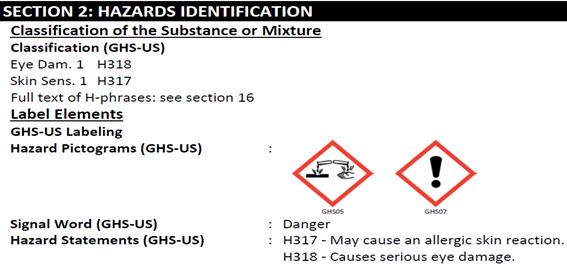 SECTION 2: HAZARDS IDENTIFICATION
Classification of the Substance or Mixture
Classification (GHS-US)
Eye Dam. 1 H318
Skin Sens. 1 H317
Full text of H-phrases: see section 16
Label Elements
GHS-US Labeling
Hazard Pictograms (GHS-US) :
GHS05 GHS07
Signal Word (GHS-US) : Danger
Hazard Statements (GHS-US) : H317 - May cause an allergic skin reaction.
H318 - Causes serious eye damage.